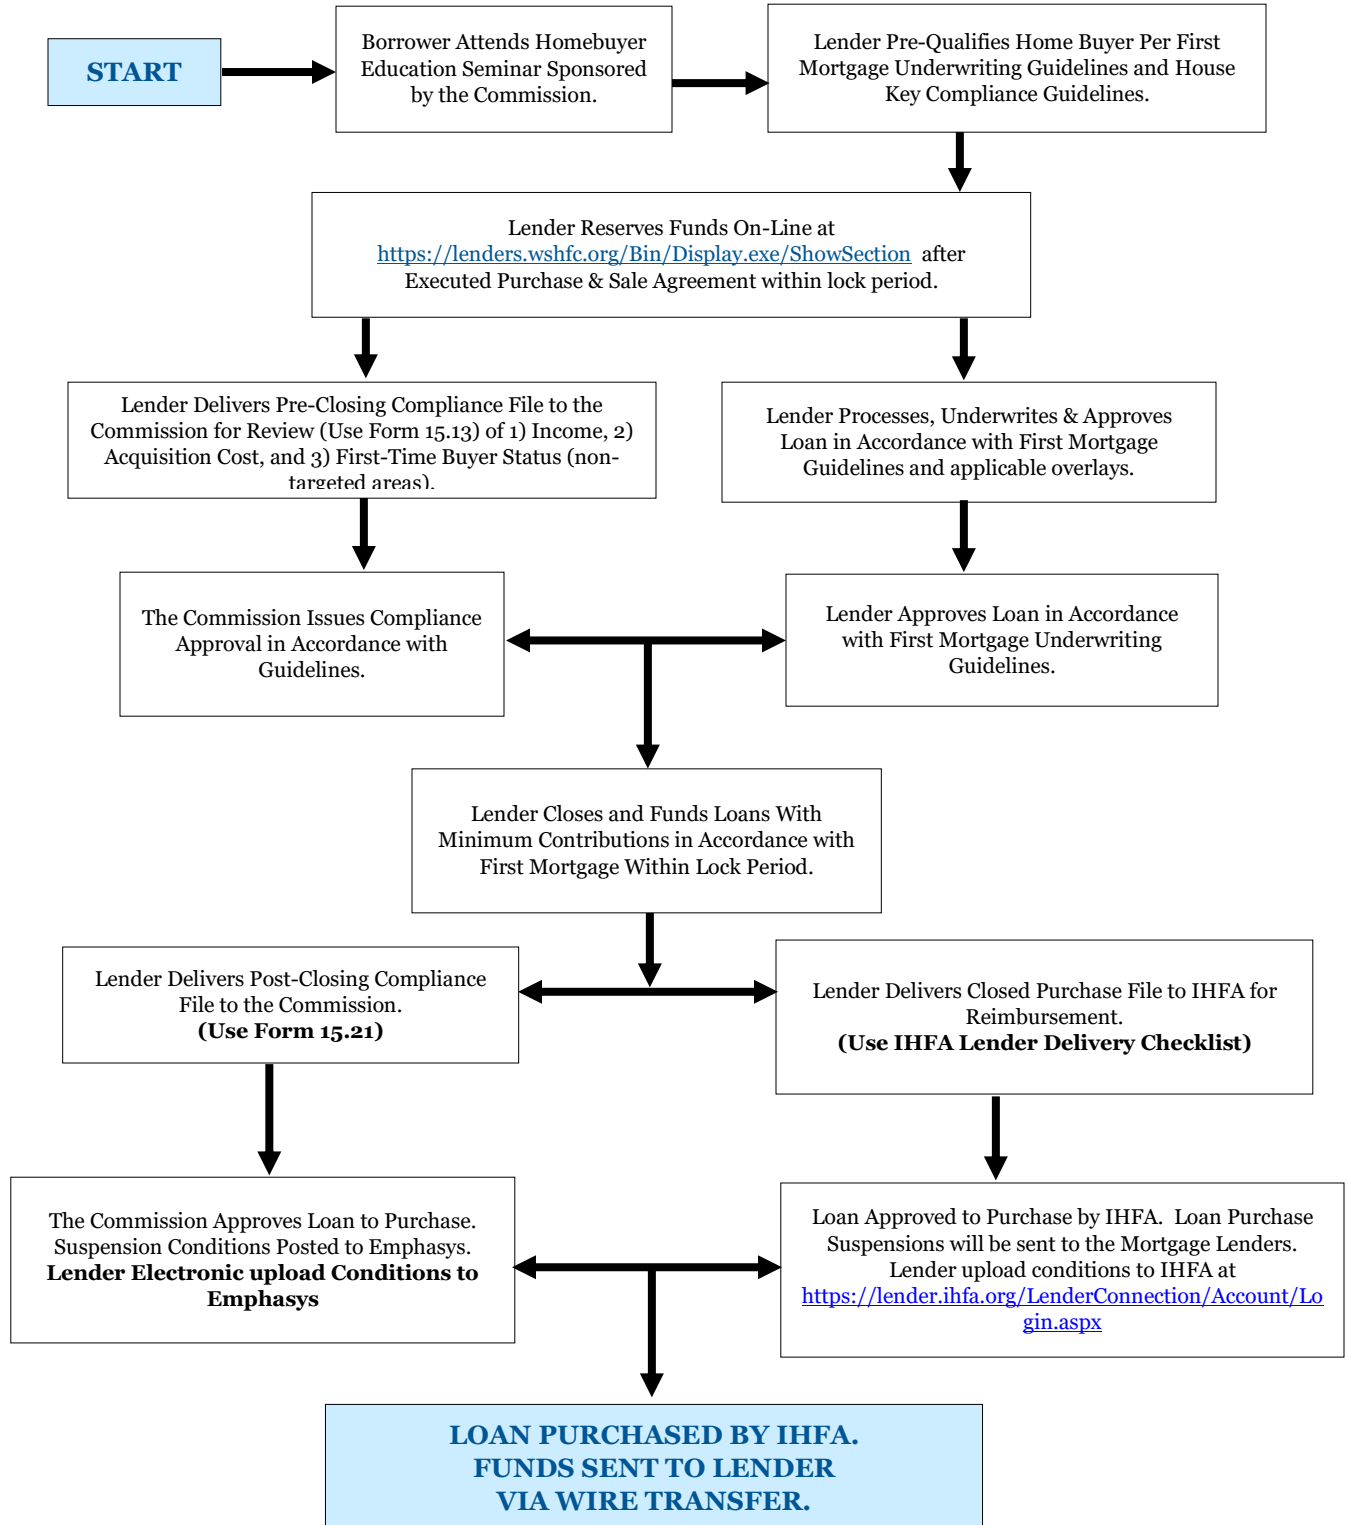 START
Borrower Attends Homebuyer
Education Seminar Sponsored
by the Commission.
Lender Pre-Qualifies Home Buyer Per First
Mortgage Underwriting Guidelines and House
Key Compliance Guidelines.
Lender Reserves Funds On-Line at
https://lenders.wshfc.org/Bin/Display.exe/ShowSection after
Executed Purchase & Sale Agreement within lock period.
Lender Delivers Pre-Closing Compliance File to the
Commission for Review (Use Form 15.13) of 1) Income, 2)
Acquisition Cost, and 3) First-Time Buyer Status (non-
targeted areas).
Lender Processes, Underwrites & Approves
Loan in Accordance with First Mortgage
Guidelines and applicable overlays.
The Commission Issues Compliance
Approval in Accordance with
Guidelines.
Lender Approves Loan in Accordance
with First Mortgage Underwriting
Guidelines.
Lender Closes and Funds Loans With
Minimum Contributions in Accordance with
First Mortgage Within Lock Period.
Lender Delivers Post-Closing Compliance
File to the Commission.
(Use Form 15.21)
Lender Delivers Closed Purchase File to IHFA for
Reimbursement.
(Use IHFA Lender Delivery Checklist)
The Commission Approves Loan to Purchase.
Suspension Conditions Posted to Emphasys.
Lender Electronic upload Conditions to
Emphasys
Loan Approved to Purchase by IHFA. Loan Purchase
Suspensions will be sent to the Mortgage Lenders.
Lender upload conditions to IHFA at
https://lender.ihfa.org/LenderConnection/Account/Lo
gin.aspx
LOAN PURCHASED BY IHFA.
FUNDS SENT TO LENDER
VIA WIRE TRANSFER.